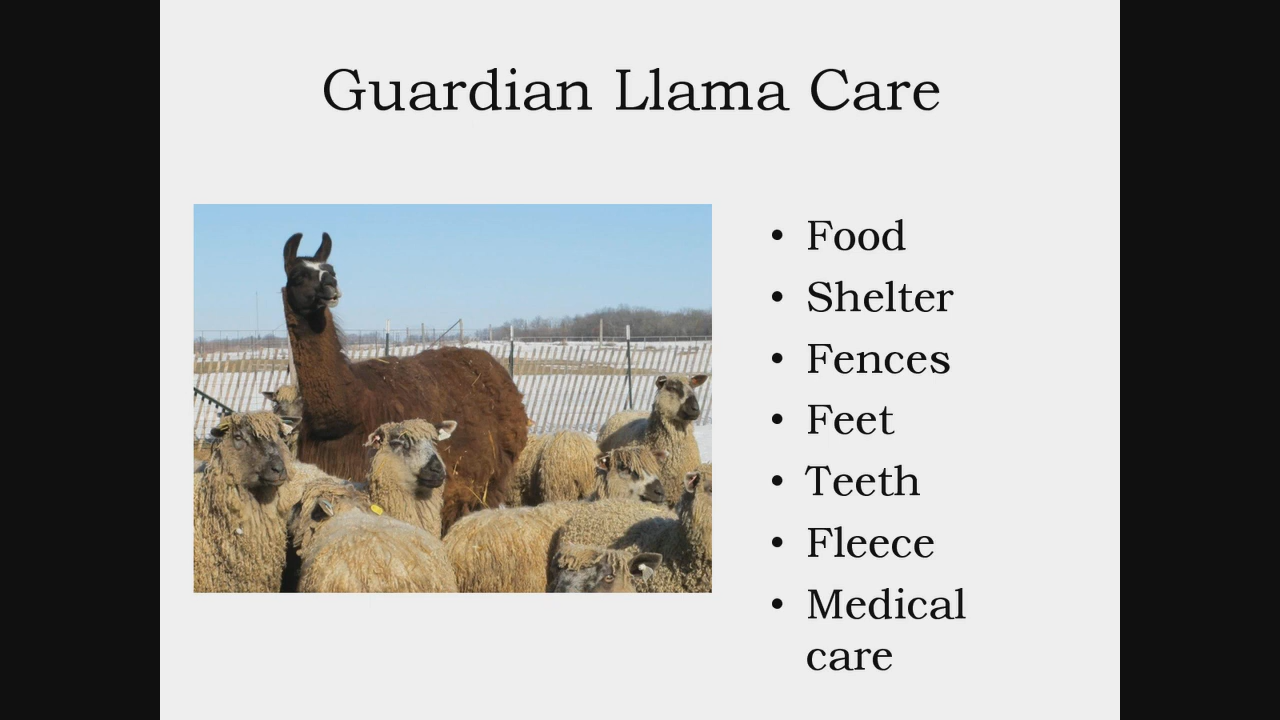 Guardian Llama Care
• Food
• Shelter
• Fences
• Feet
• Teeth
• Fleece
• Medical
care